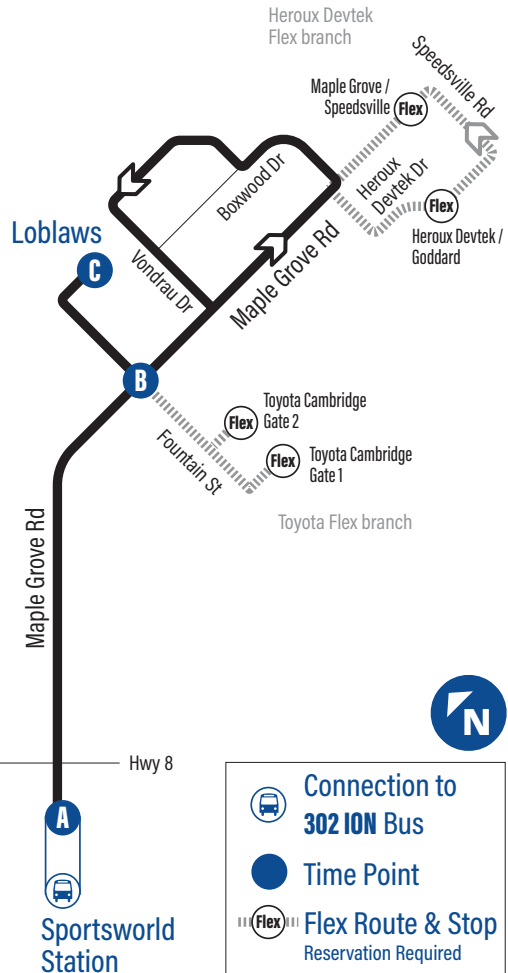 Heroux Devtek
Flex branch
Speedsville Rd
Maple Grove /
Speedsville
Flex
Heroux
Devtek Dr
Flex
Heroux Devtek /
Goddard
Boxwood Dr
Maple Grove Rd
Vondrau Dr
Loblaws
C
B
Toyota Cambridge
Gate 2
Flex
Toyota Cambridge
Gate 1
Flex
Fountain St
Toyota Flex branch
Maple Grove Rd
N
Hwy 8
A
Sportsworld
Station
Connection to
302 ION Bus
Time Point
Flex Flex Route & Stop
Reservation Required